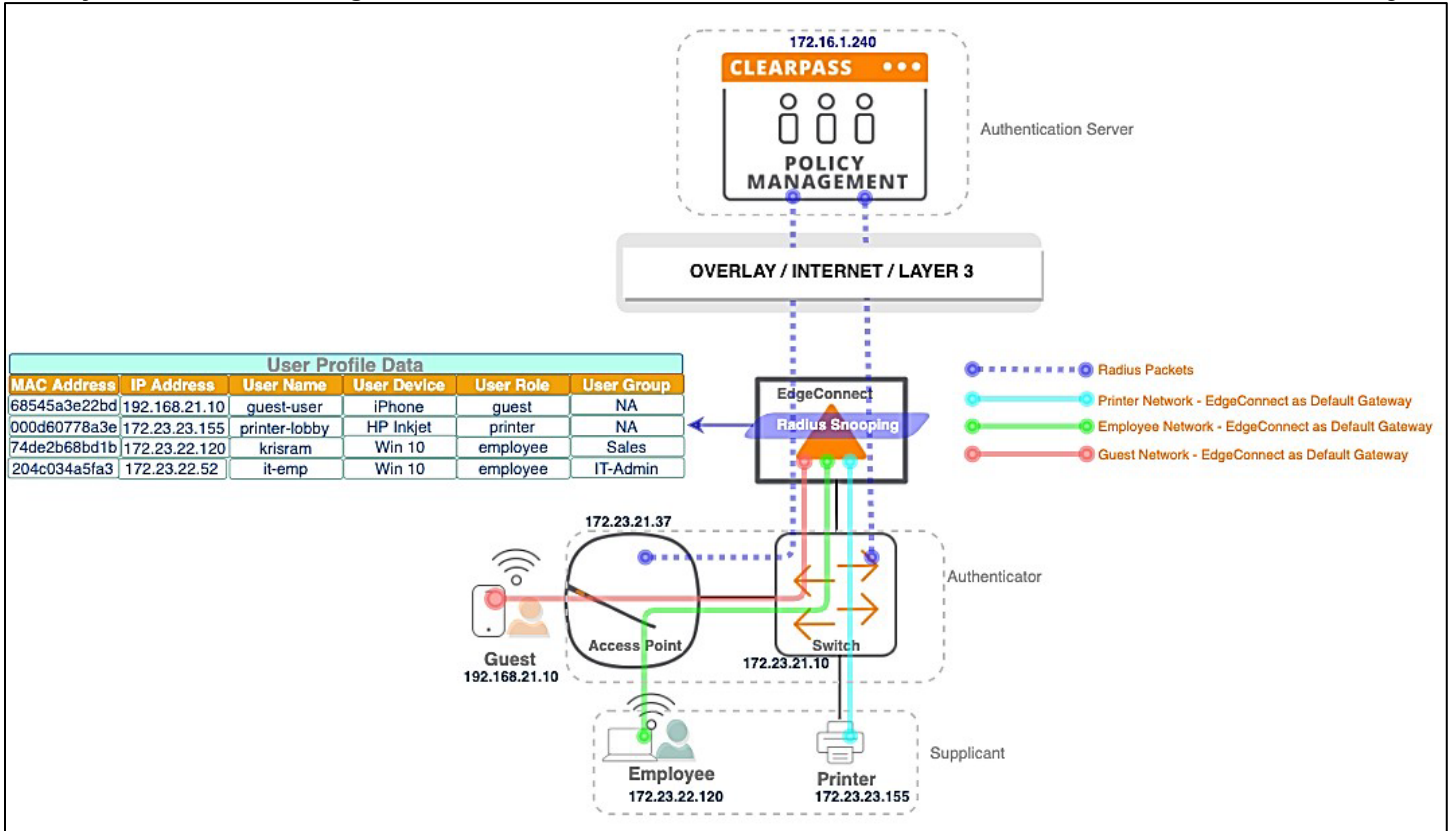 172.16.1.240
CLEARPASS
POLICY
MANAGEMENT
Authentication Server
OVERLAY / INTERNET / LAYER 3
User Profile Data
MAC Address IP Address User Name User Device User Role User Group
68545a3e22bd 192.168.21.10 guest-user iPhone guest NA
000d60778a3e 172.23.23.155 printer-lobby HP Inkjet printer NA
74de2b68bd1b 172.23.22.120 krisram Win 10 employee Sales
204c034a5fa3 172.23.22.52 it-emp Win 10 employee IT-Admin
EdgeConnect
Radius Snooping
Radius Packets
Printer Network - EdgeConnect as Default Gateway
Employee Network - EdgeConnect as Default Gateway
Guest Network - EdgeConnect as Default Gateway
172.23.21.37
Authenticator
Access Point
Switch
172.23.21.10
Guest
192.168.21.10
Supplicant
Employee
172.23.22.120
Printer
172.23.23.155